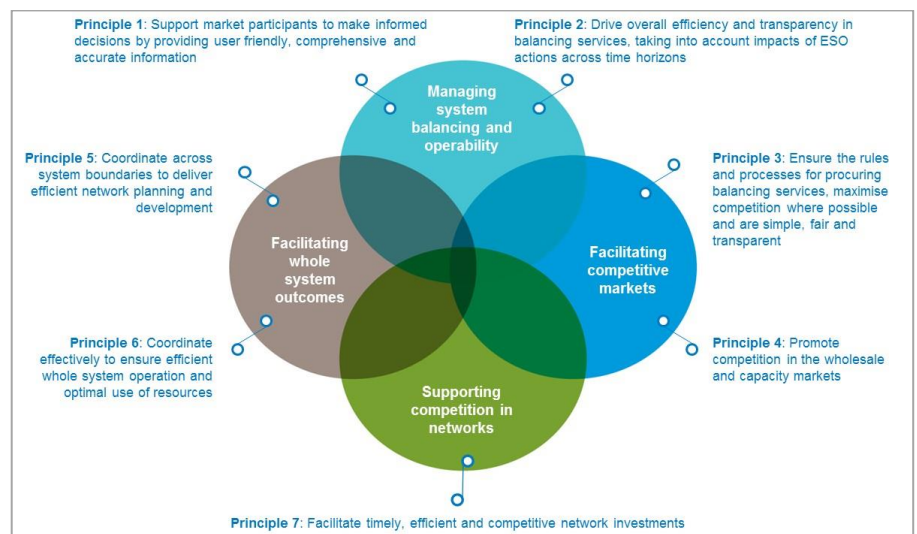 Principle 1: Support market participants to make informed
decisions by providing user friendly, comprehensive and
accurate information
Principle 2: Drive overall efficiency and transparency in
balancing services, taking into account impacts of ESO
actions across time horizons
Managing
system
balancing and
operability
Principle 5: Coordinate across
system boundaries to deliver
efficient network planning and
development
Principle 3: Ensure the rules
and processes for procuring
balancing services, maximise
competition where possible
and are simple, fair and
transparent
Facilitating
whole
system
outcomes
Facilitating
competitive
markets
Principle 6: Coordinate
effectively to ensure efficient
whole system operation and
optimal use of resources
Principle 4: Promote
competition in the wholesale
and capacity markets
Supporting
competition in
networks
Principle 7: Facilitate timely, efficient and competitive network investments